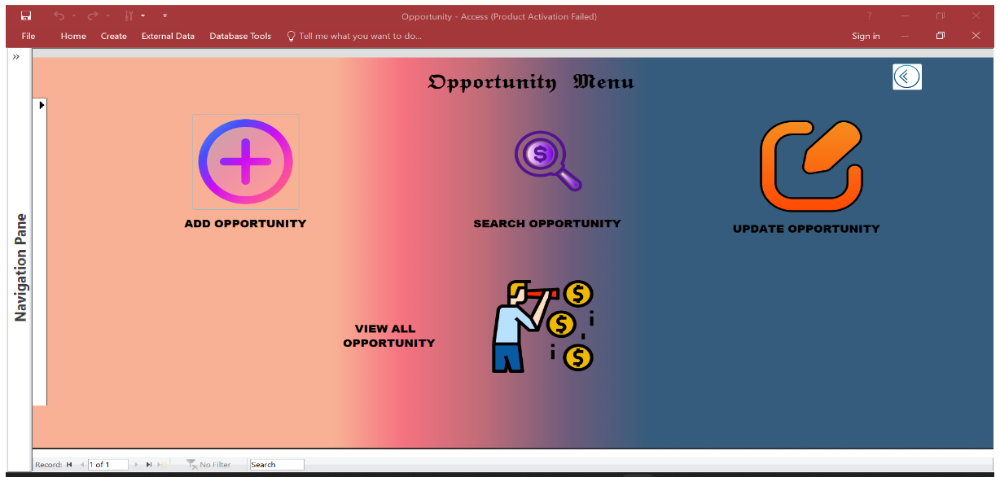 Opportunity - Access (Product Activation Failed)
?
File Home Create External Data Database Tools Tell me what you want to do... Sign in
»
Opportunity Menu
ADD OPPORTUNITY
SEARCH OPPORTUNITY
UPDATE OPPORTUNITY
Navigation Pane
$
$
$
$
VIEW ALL
OPPORTUNITY
Record: 1 of 1 No Filter Search